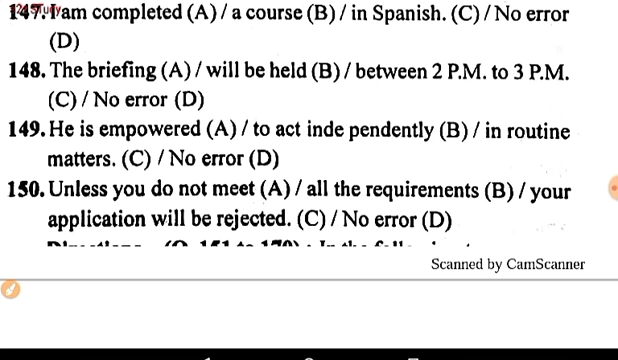 147. I am completed (A) / a course (B) / in Spanish. (C) / No error
(D)
148. The briefing (A) / will be held (B) / between 2 P.M. to 3 P.M.
(C) / No error (D)
149. He is empowered (A) / to act inde pendently (B) / in routine
matters. (C) / No error (D)
150. Unless you do not meet (A) / all the requirements (B) / your
application will be rejected. (C) / No error (D)
Scanned by CamScanner